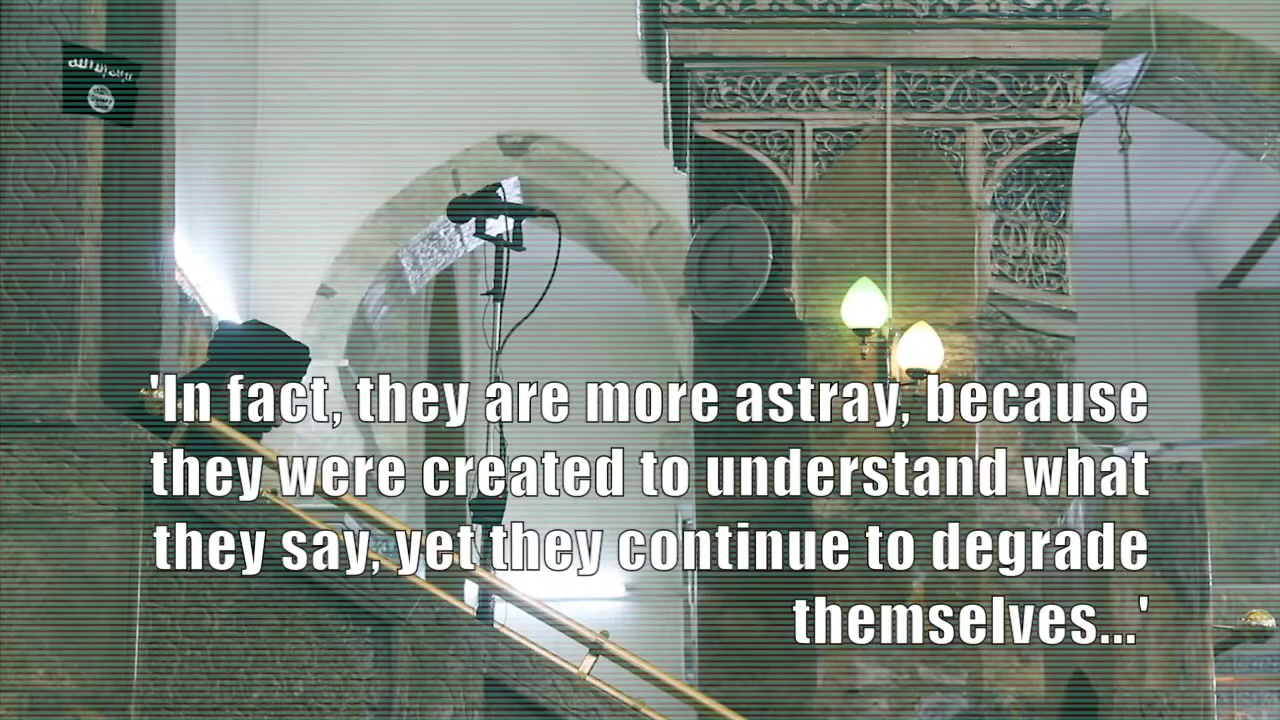 'In fact, they are more astray, because
they were created to understand what
they say, yet they continue to degrade
themselves...'